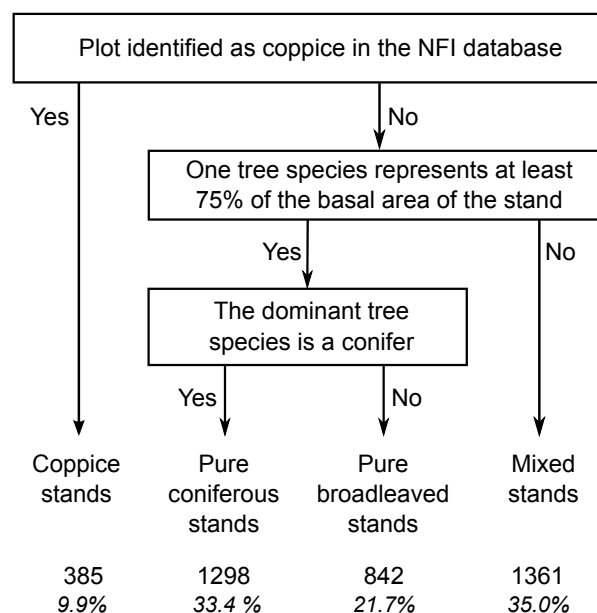 Plot identified as coppice in the NFI database
Yes
No
One tree species represents at least
75% of the basal area of the stand
Yes
No
The dominant tree
species is a conifer
Yes
No
Coppice
stands
Pure
coniferous
stands
Pure
broadleaved
stands
Mixed
stands
385
1298
842
1361
9.9%
33.4 %
21.7%
35.0%